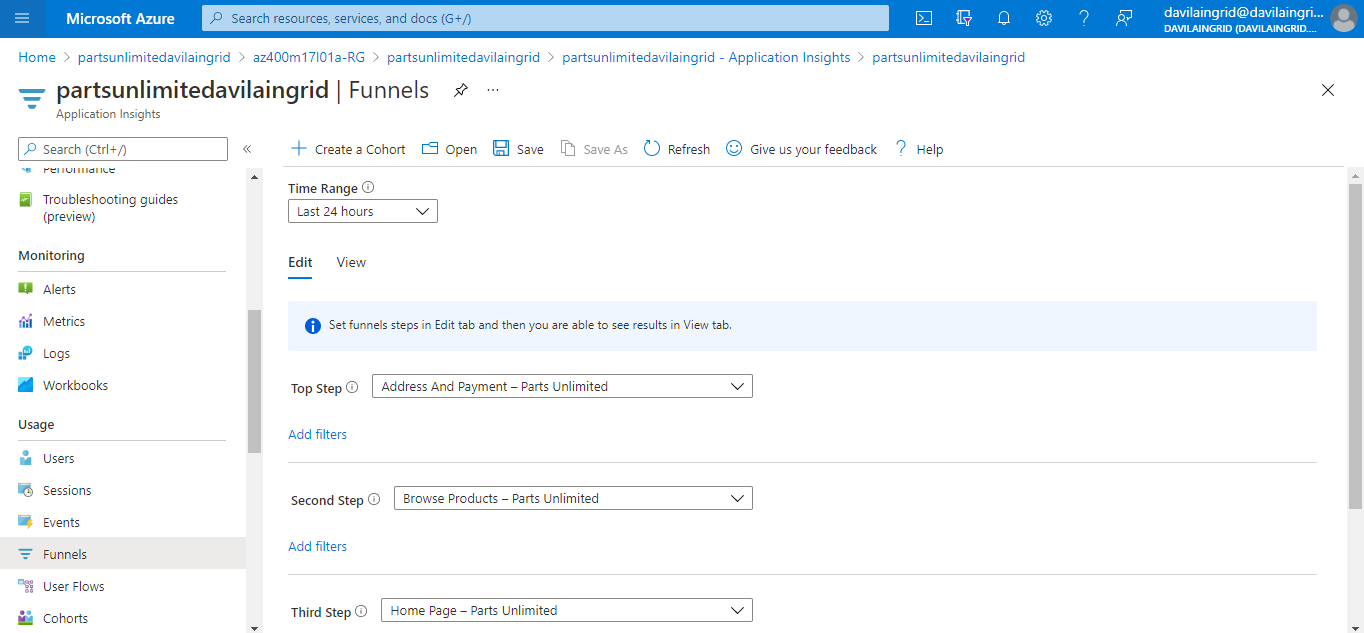 Microsoft Azure
Search resources, services, and docs (G+/)
davilaingrid@davilaingri...
DAVILAINGRID (DAVILAINGRID....
Home > partsunlimitedavilaingrid > az400m17l01a-RG > partsunlimitedavilaingrid > partsunlimitedavilaingrid - Application Insights > partsunlimitedavilaingrid
partsunlimitedavilaingrid | Funnels ...
Application Insights
Search (Ctrl+/)
«
Create a Cohort
Open
Save
Save As
Refresh
Give us your feedback
? Help
Performance
Troubleshooting guides
(preview)
Monitoring
Alerts
Metrics
Logs
Workbooks
Usage
Users
Sessions
Events
Funnels
User Flows
Cohorts
Time Range
Last 24 hours
Edit
View
Set funnels steps in Edit tab and then you are able to see results in View tab.
Top Step
Address And Payment – Parts Unlimited
Add filters
Second Step
Browse Products – Parts Unlimited
Add filters
Third Step
Home Page – Parts Unlimited